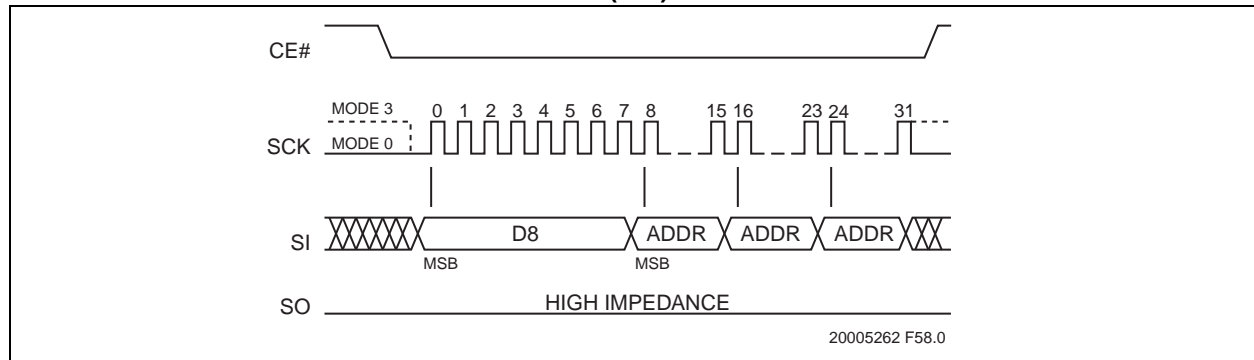 CE#
MODE 3 0 1 2 3 4 5 6 7 8 15 16 23 24 31
SCK MODE 0
SI D8 ADDR ADDR ADDR
MSB MSB
SO HIGH IMPEDANCE
20005262 F58.0